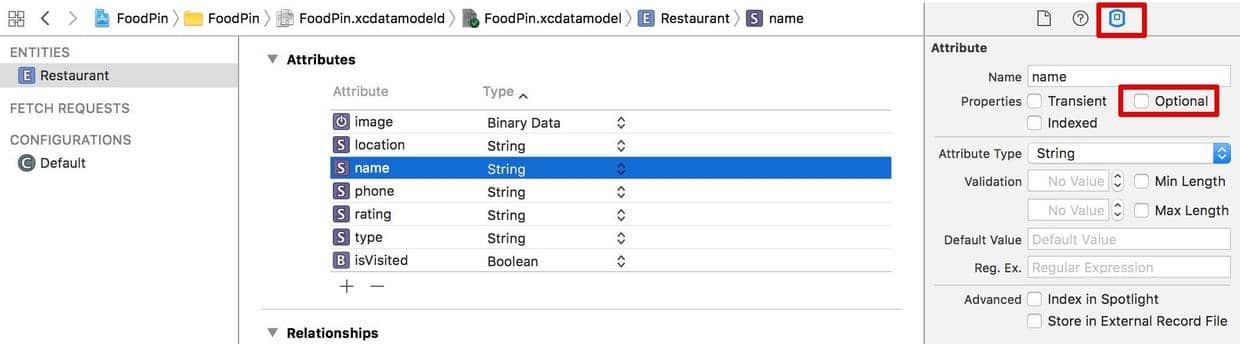 FoodPin FoodPin FoodPin.xcdatamodeld FoodPin.xcdatamodel E Restaurant S name
ENTITIES
E Restaurant
FETCH REQUESTS
CONFIGURATIONS
C Default
Attributes
Attribute Type
image Binary Data
S location String
S name String
S phone String
S rating String
S type String
B isVisited Boolean
+ −
Relationships
?
Attribute
Name name
Properties Transient Optional
Indexed
Attribute Type String
Validation No Value Min Length
No Value Max Length
Default Value Default Value
Reg. Ex. Regular Expression
Advanced Index in Spotlight
Store in External Record File